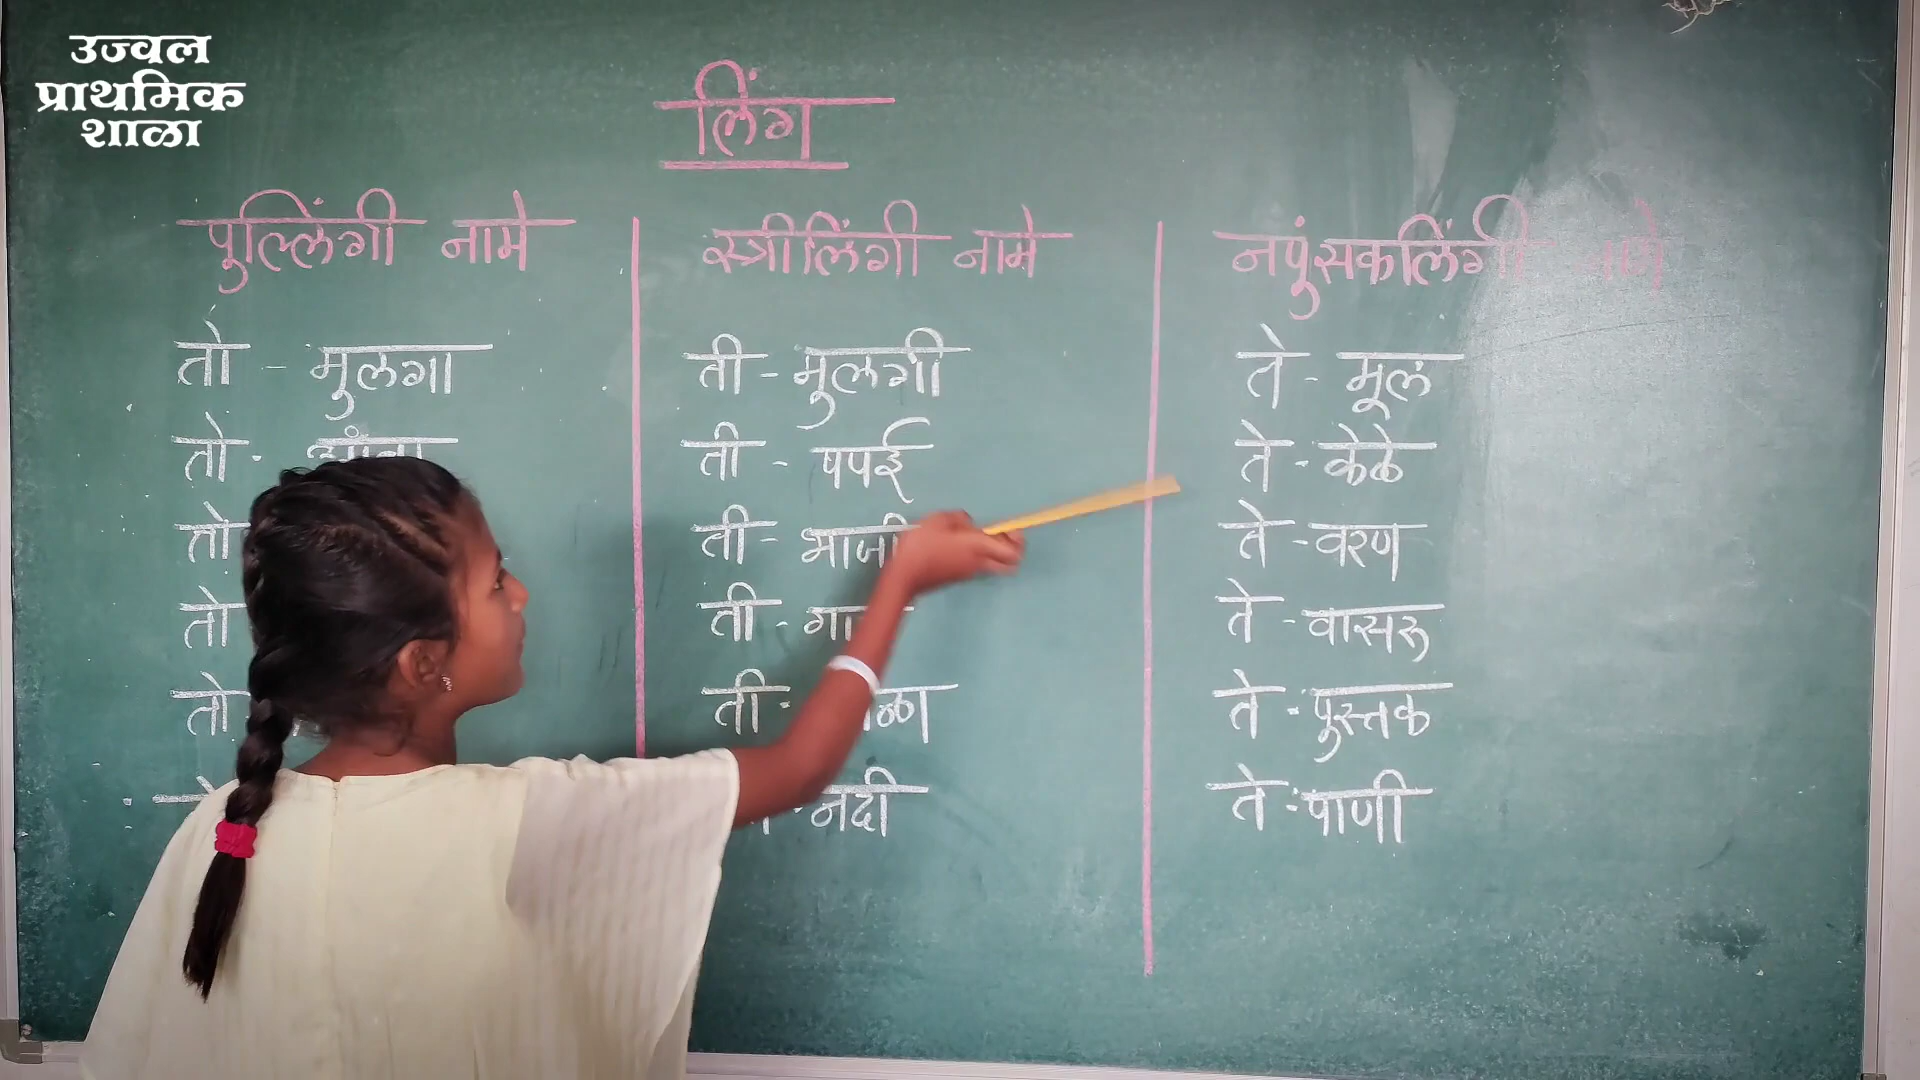 उज्वल
प्राथमिक
शाळा
लिंग
पुल्लिंगी नामे
स्त्रीलिंगी नामे
नपुंसकलिंगी नामे
तो - मुलगा
ती - मुलगी
ते - मूलं
तो -
ती - पपई
ते - केळे
तो
ती - भाजी
ते - वरण
तो
ती -
ते - वासरू
तो
ती -
ते - पुस्तक
नदी
ते - पाणी